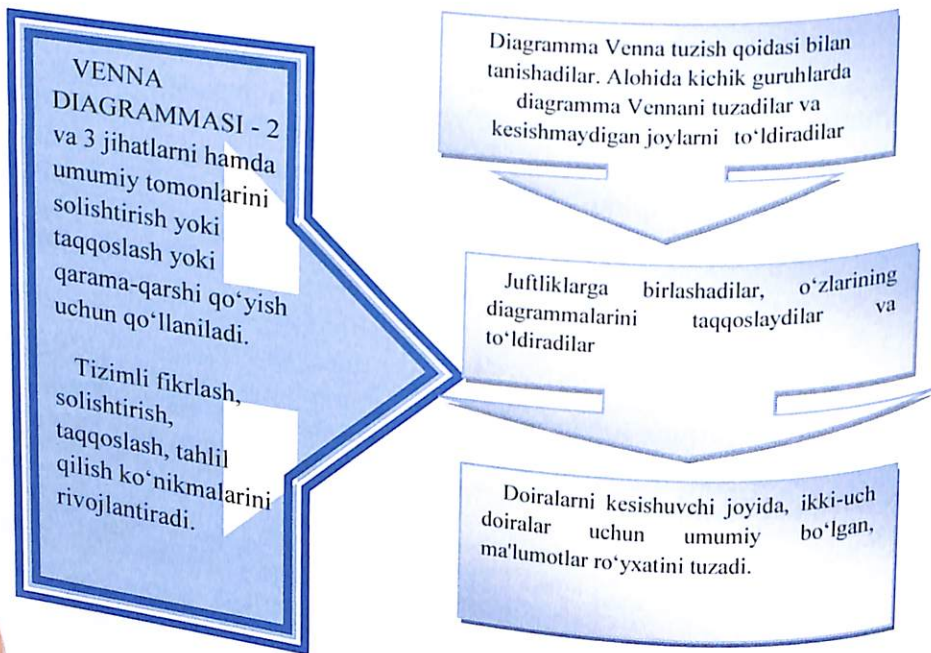 VENNA
DIAGRAMMASI - 2
va 3 jihatlarni hamda
umumiy tomonlarini
solishtirish yoki
taqqoslash yoki
qarama-qarshi qo‘yish
uchun qo‘llaniladi.
Tizimli fikrlash,
solishtirish,
taqqoslash, tahlil
qilish ko‘nikmalarini
rivojlantiradi.
Diagramma Venna tuzish qoidasi bilan
tanishadilar. Alohida kichik guruhlarda
diagramma Vennani tuzadilar va
kesishmaydigan joylarni to‘ldiradilar
Juftliklarga birlashadilar, o‘zlarining
diagrammalarini taqqoslaydilar va
to‘ldiradilar
Doiralarni kesishuvchi joyida, ikki-uch
doiralar uchun umumiy bo‘lgan,
ma'lumotlar ro‘yxatini tuzadi.